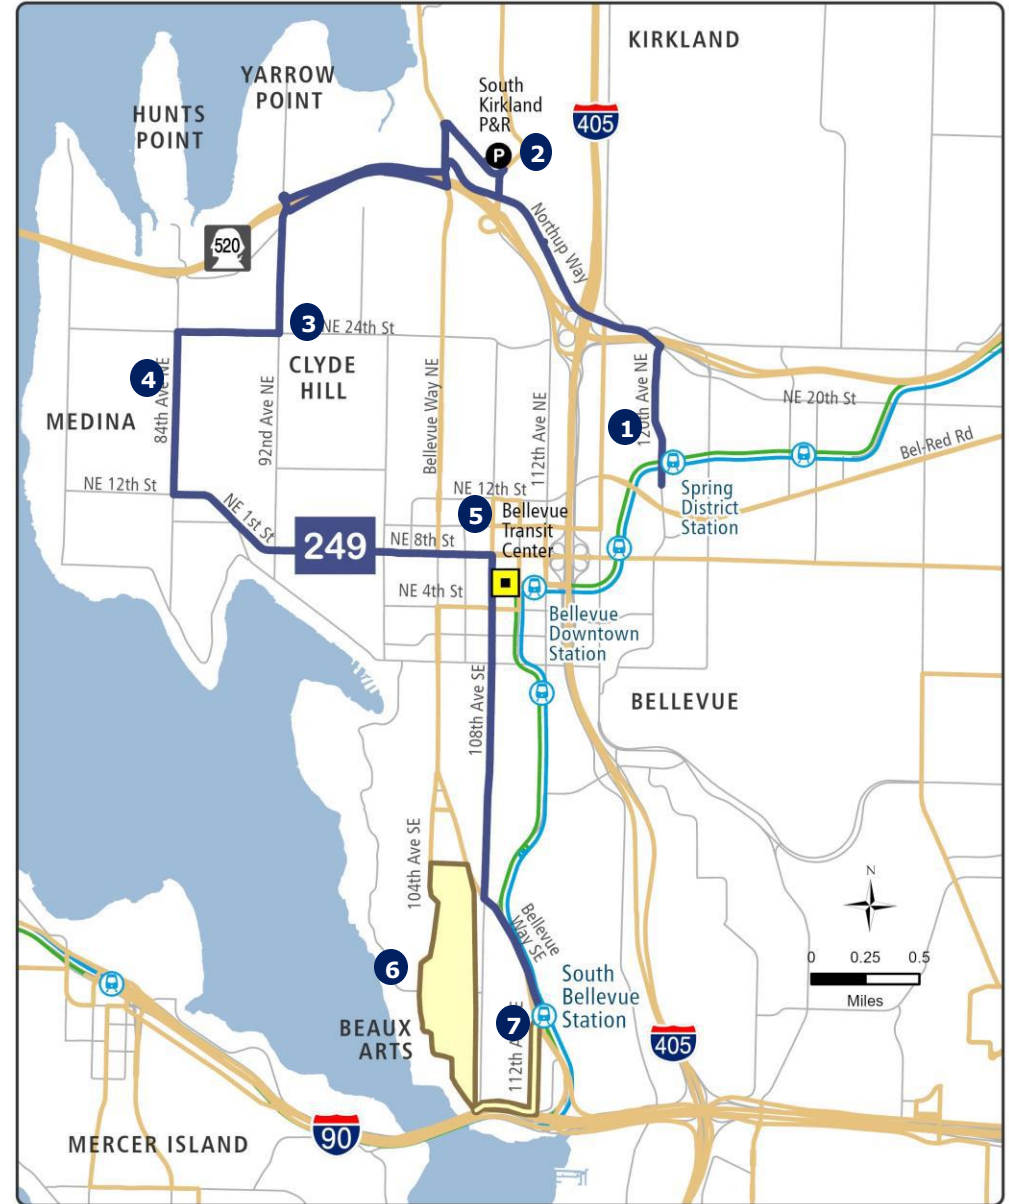 KIRKLAND
YARROW
POINT
HUNTS
POINT
South
Kirkland
P&R
P
2
405
520
Northup Way
3
NE 24th St
CLYDE
HILL
4
84th Ave NE
MEDINA
92nd Ave NE
Bellevue Way NE
112th Ave NE
120th Ave NE
1
NE 20th St
Bel-Red Rd
NE 12th St
NE 1st St
249
NE 8th St
NE 12th St
5
Bellevue
Transit
Center
Spring
District
Station
NE 4th St
Bellevue
Downtown
Station
108th Ave SE
BELLEVUE
104th Ave SE
Bellevue
Way SE
6
BEAUX
ARTS
7
South
Bellevue
Station
N
0 0.25 0.5
Miles
405
90
MERCER ISLAND